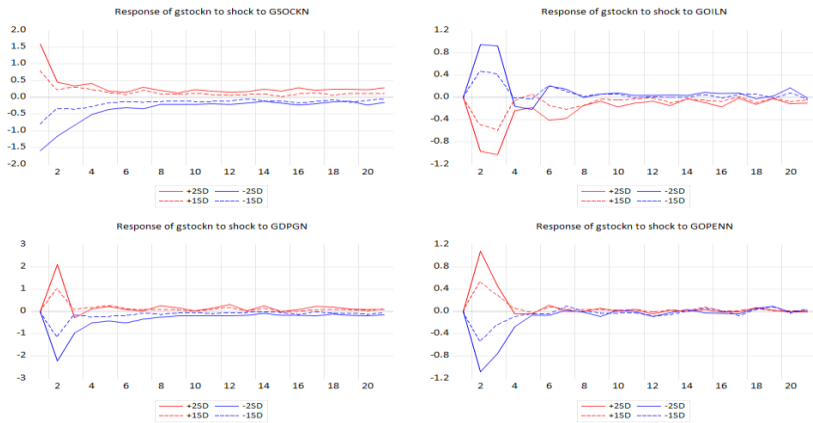 Response of gstockn to shock to GSOCKN
2.0
1.5
1.0
0.5
0.0
-0.5
-1.0
-1.5
-2.0
2 4 6 8 10 12 14 16 18 20
+2SD -2SD
+1SD -1SD
Response of gstockn to shock to GOILN
1.2
0.8
0.4
0.0
-0.4
-0.8
-1.2
2 4 6 8 10 12 14 16 18 20
+2SD -2SD
+1SD -1SD
Response of gstockn to shock to GDPGN
3
2
1
0
-1
-2
-3
2 4 6 8 10 12 14 16 18 20
+2SD -2SD
+1SD -1SD
Response of gstockn to shock to GOPENN
1.2
0.8
0.4
0.0
-0.4
-0.8
-1.2
2 4 6 8 10 12 14 16 18 20
+2SD -2SD
+1SD -1SD